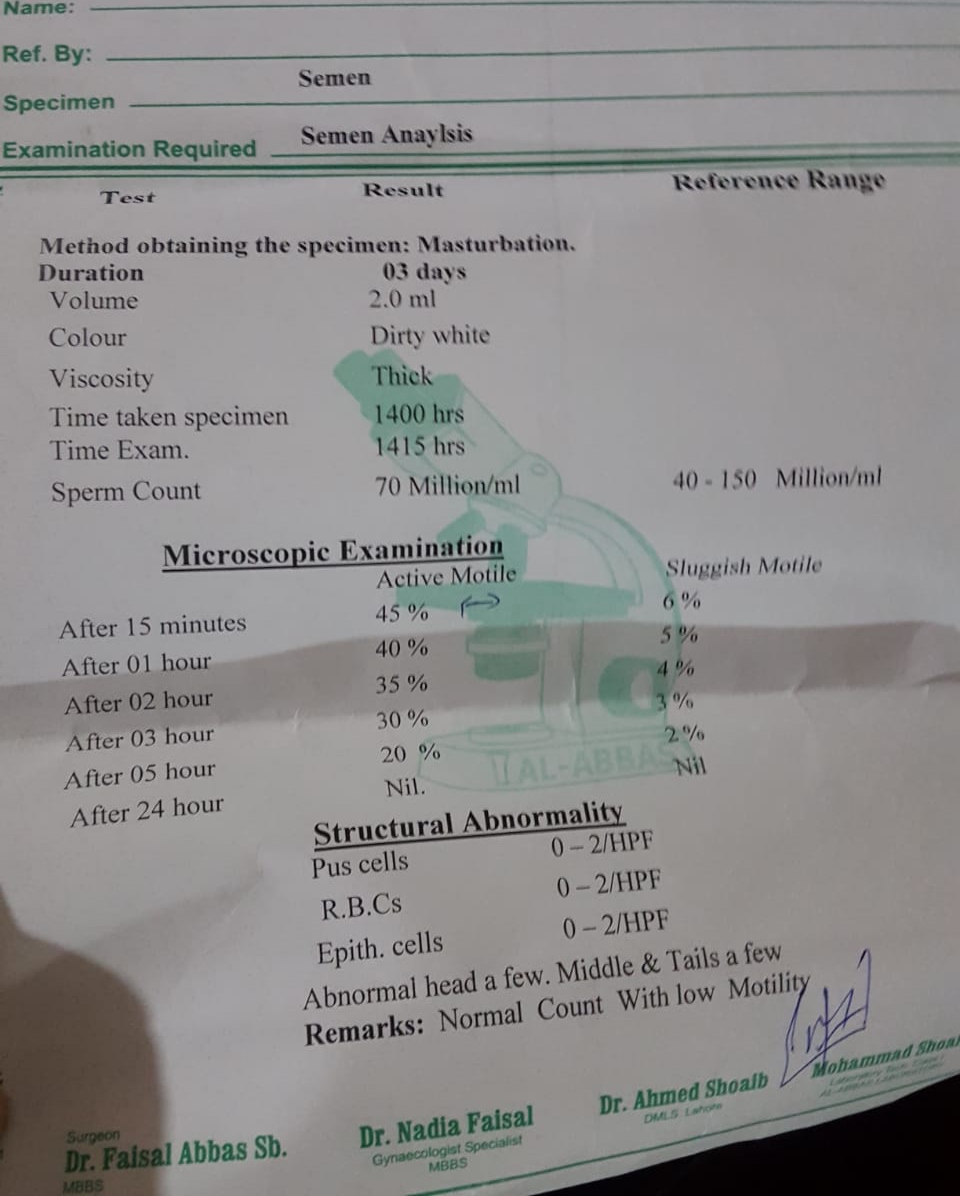 Name:
Ref. By:
Specimen Semen
Examination Required Semen Anaylsis
Test Result Reference Range
Method obtaining the specimen: Masturbation.
Duration 03 days
Volume 2.0 ml
Colour Dirty white
Viscosity Thick
Time taken specimen 1400 hrs
Time Exam. 1415 hrs
Sperm Count 70 Million/ml 40 - 150 Million/ml
Microscopic Examination
Active Motile Sluggish Motile
After 15 minutes 45 % 6 %
After 01 hour 40 % 5 %
After 02 hour 35 % 4 %
After 03 hour 30 % 3 %
After 05 hour 20 % 2 %
After 24 hour Nil. Nil
AL-ABBAS
Structural Abnormality
Pus cells 0 – 2/HPF
R.B.Cs 0 – 2/HPF
Epith. cells 0 – 2/HPF
Abnormal head a few. Middle & Tails a few
Remarks: Normal Count With low Motility
Surgeon
Dr. Faisal Abbas Sb.
MBBS
Dr. Nadia Faisal
Gynaecologist Specialist
MBBS
Dr. Ahmed Shoaib
DMLS Lahore
Mohammad Shoai